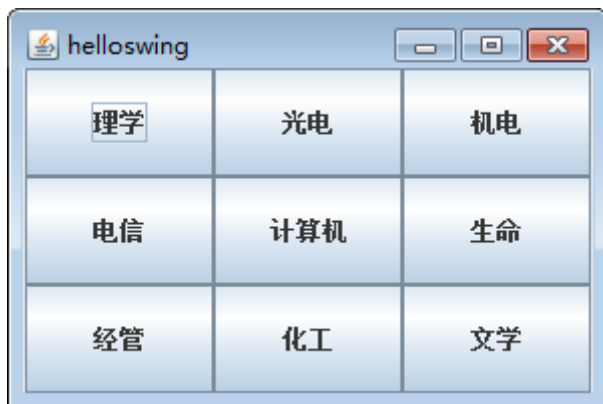 helloswing
理学 光电 机电
电信 计算机 生命
经管 化工 文学